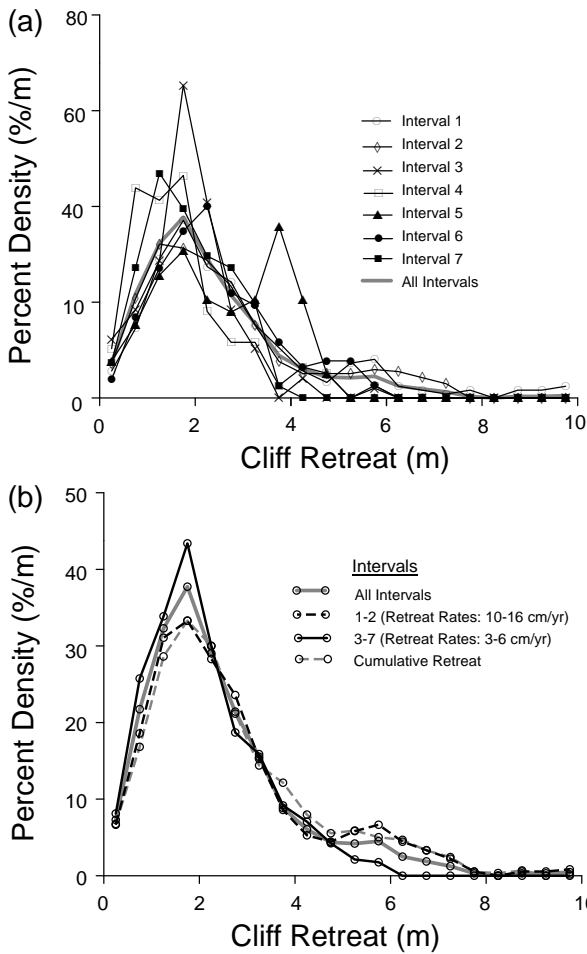 (a)
Percent Density (%/m)
80
60
40
10
0
Interval 1
Interval 2
Interval 3
Interval 4
Interval 5
Interval 6
Interval 7
All Intervals
0 2 4 6 8 10
Cliff Retreat (m)
(b)
Percent Density (%/m)
50
40
30
20
10
0
Intervals
All Intervals
1-2 (Retreat Rates: 10-16 cm/yr)
3-7 (Retreat Rates: 3-6 cm/yr)
Cumulative Retreat
0 2 4 6 8 10
Cliff Retreat (m)